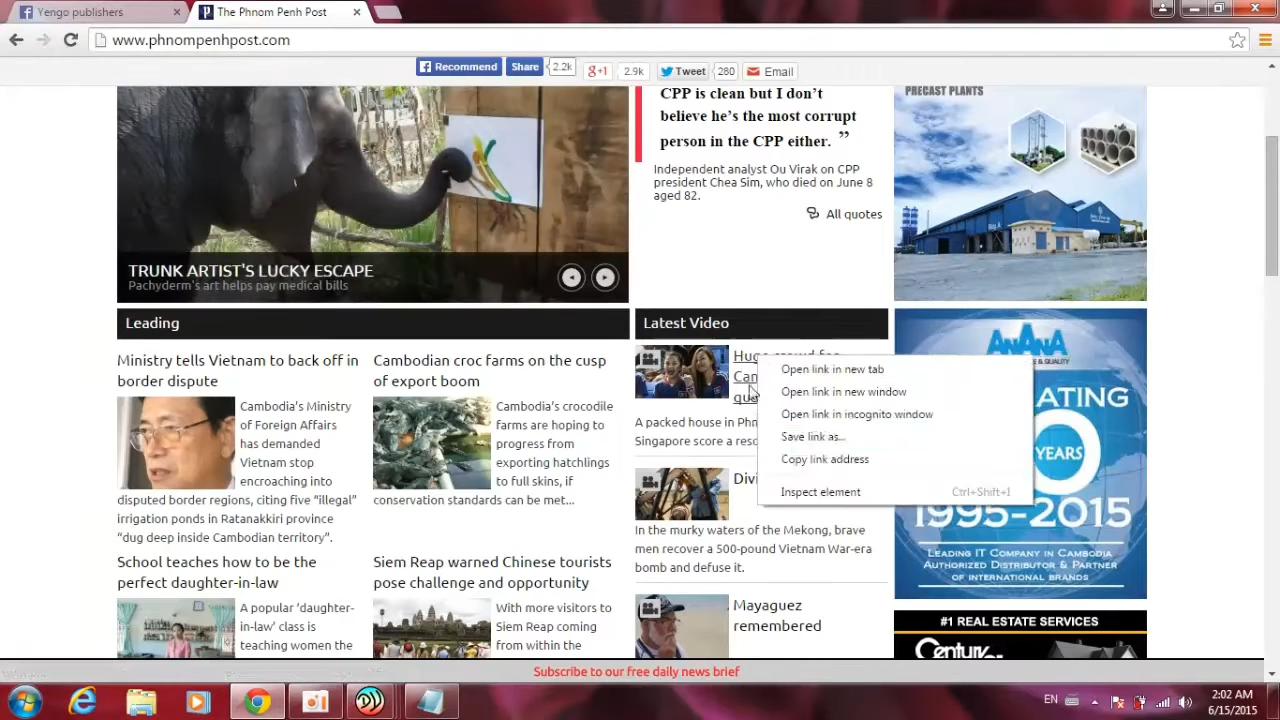 Yengo publishers
The Phnom Penh Post
www.phnompenhpost.com
Recommend
Share
2.2k
+1
2.9k
Tweet
280
Email
CPP is clean but I don't
believe he's the most corrupt
person in the CPP either. ”
Independent analyst Ou Virak on CPP
president Chea Sim, who died on June 8
aged 82.
All quotes
PRECAST PLANTS
TRUNK ARTIST'S LUCKY ESCAPE
Pachyderm's art helps pay medical bills
Leading
Latest Video
Ministry tells Vietnam to back off in
border dispute
Cambodia's Ministry
of Foreign Affairs
has demanded
Vietnam stop
encroaching into
disputed border regions, citing five “illegal”
irrigation ponds in Ratanakkiri province
“dug deep inside Cambodian territory”.
Cambodian croc farms on the cusp
of export boom
Cambodia's crocodile
farms are hoping to
progress from
exporting hatchlings
to skins, if
conservation standards can be met...
School teaches how to be the
perfect daughter-in-law
A popular 'daughter-
in-law' class is
teaching women the
Siem Reap warned Chinese tourists
pose challenge and opportunity
With more visitors to
Siem Reap coming
from within the
A packed house in
Singapore score a
In the murky waters of the Mekong, brave
men recover a 500-pound Vietnam War-era
bomb and defuse it.
Mayaguez
remembered
Open link in new tab
Open link in new window
Open link in incognito window
Save link as...
Copy link address
Inspect element Ctrl+Shift+I
ANANA
YEARS
1995-2015
LEADING IT COMPANY IN CAMBODIA
AUTHORIZED DISTRIBUTOR & PARTNER
OF INTERNATIONAL BRANDS
#1 REAL ESTATE SERVICES
Subscribe to our free daily news brief
EN
2:02 AM
6/15/2015